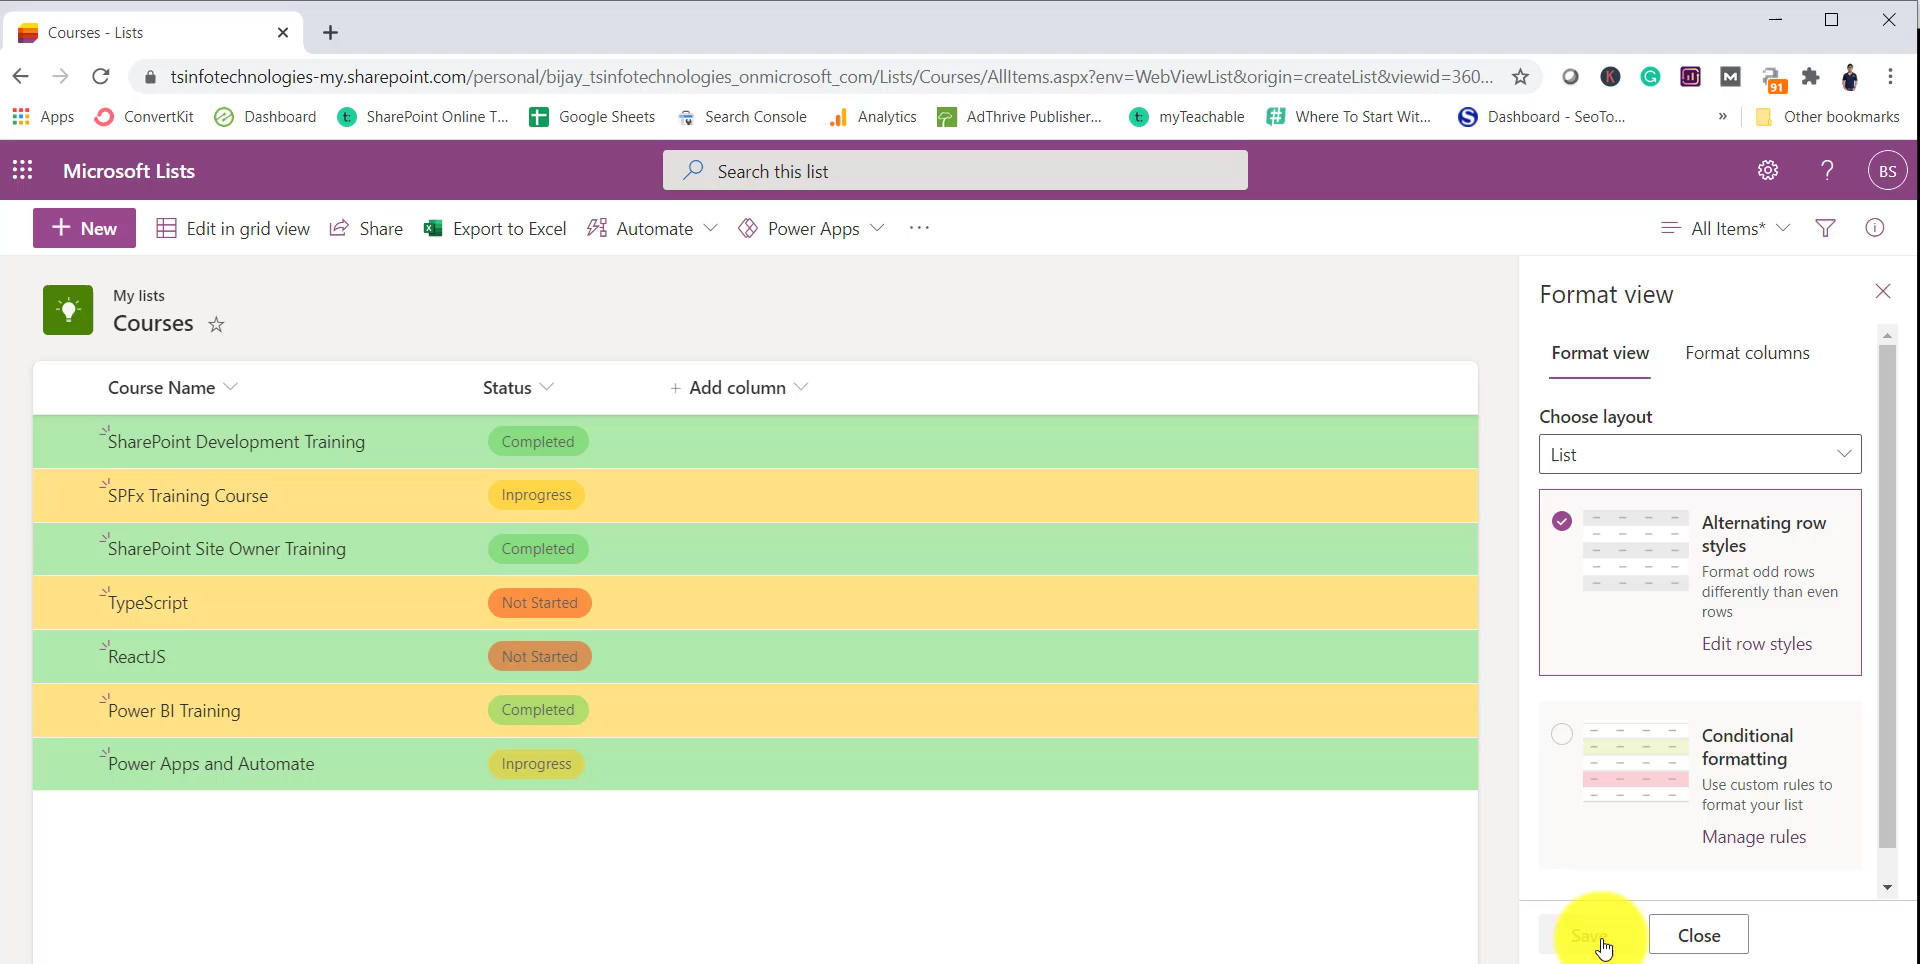 Courses - Lists
tsinfotechnologies-my.sharepoint.com/personal/bijay_tsinfotechnologies_onmicrosoft_com/Lists/Courses/AllItems.aspx?env=WebViewList&origin=createList&viewid=360...
91
Apps ConvertKit Dashboard SharePoint Online T... Google Sheets Search Console Analytics AdThrive Publisher... myTeachable Where To Start Wit... Dashboard - SeoTo... » Other bookmarks
Microsoft Lists Search this list ? BS
+ New Edit in grid view Share Export to Excel Automate Power Apps ... All Items*
My lists
Courses
Course Name Status + Add column
SharePoint Development Training Completed
SPFx Training Course Inprogress
SharePoint Site Owner Training Completed
TypeScript Not Started
ReactJS Not Started
Power BI Training Completed
Power Apps and Automate Inprogress
Format view
Format view Format columns
Choose layout
List
Alternating row
styles
Format odd rows
differently than even
rows
Edit row styles
Conditional
formatting
Use custom rules to
format your list
Manage rules
Save Close